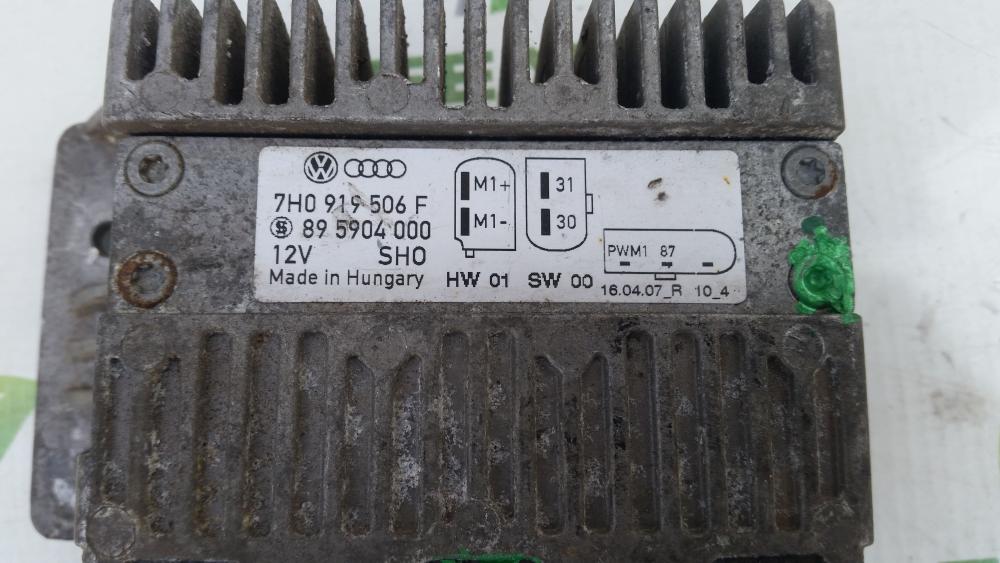 7H0 919 506 F
89 5904 000
12V SHO
Made in Hungary
M1+
M1-
HW 01
31
30
SW 00
PWM1 87
16.04.07_R 10_4